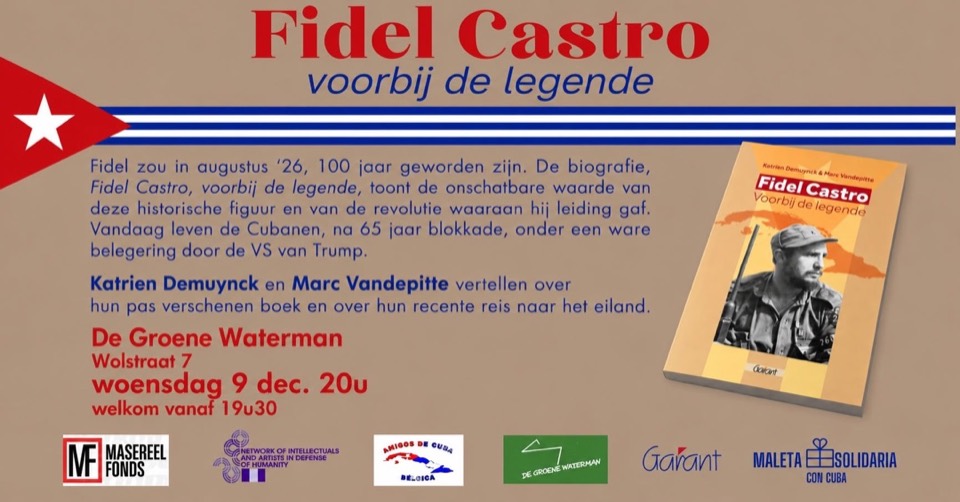 Fidel Castro
voorbij de legende
Fidel zou in augustus ‘26, 100 jaar geworden zijn. De biografie,
Fidel Castro, voorbij de legende, toont de onschatbare waarde van
deze historische figuur en van de revolutie waaraan hij leiding gaf.
Vandaag leven de Cubanen, na 65 jaar blokkade, onder een ware
belegering door de VS van Trump.
Katrien Demuynck en Marc Vandepitte vertellen over
hun pas verschenen boek en over hun recente reis naar het eiland.
De Groene Waterman
Wolstraat 7
woensdag 9 dec. 20u
welkom vanaf 19u30
Katrien Demuynck & Marc Vandepitte
Fidel Castro
Voorbij de legende
Garant
MF MASEREEL
FONDS
NETWORK OF INTELLECTUALS
AND ARTISTS IN DEFENSE
OF HUMANITY
AMIGOS DE CUBA
BÉLGICA
DE GROENE WATERMAN
Garant
MALETA SOLIDARIA
CON CUBA